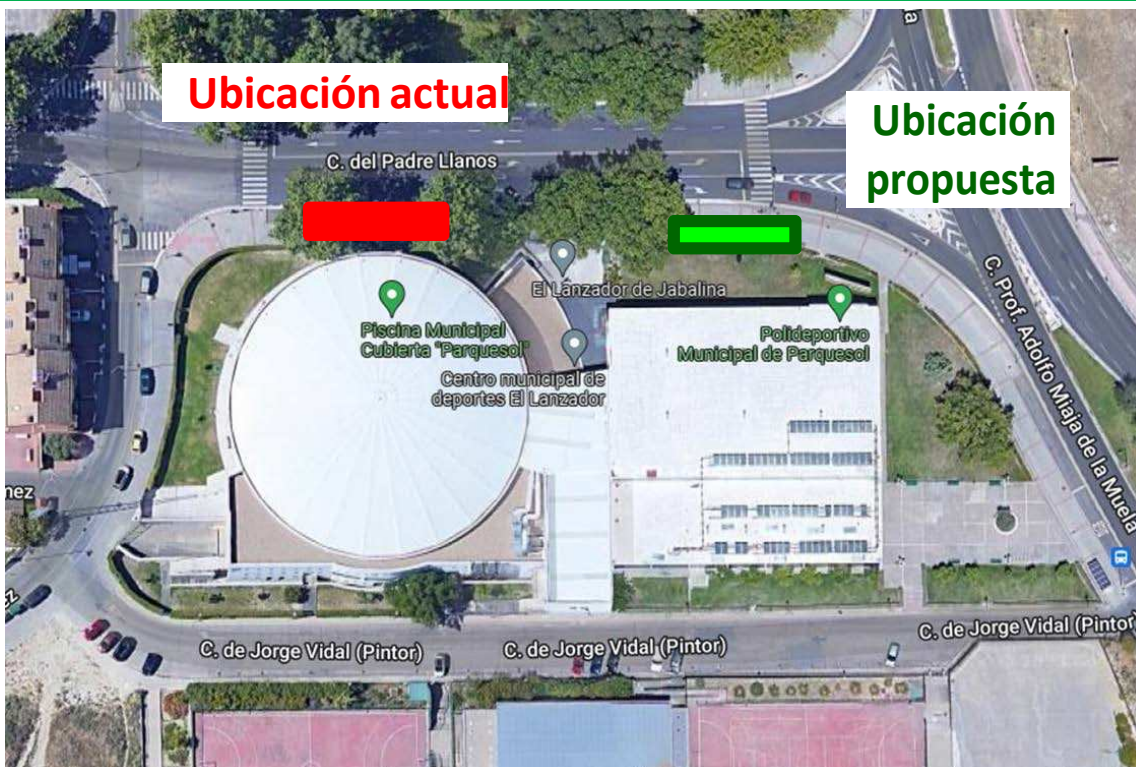 Ubicación actual
Ubicación
propuesta
C. del Padre Llanos
El Lanzador de Jabalina
Piscina Municipal
Cubierta "Parquesol"
Polideportivo
Municipal de Parquesol
Centro municipal de
deportes El Lanzador
C. Prof. Adolfo Miaja de la Muela
nez
C. de Jorge Vidal (Pintor)
C. de Jorge Vidal (Pintor)
C. de Jorge Vidal (Pintor)